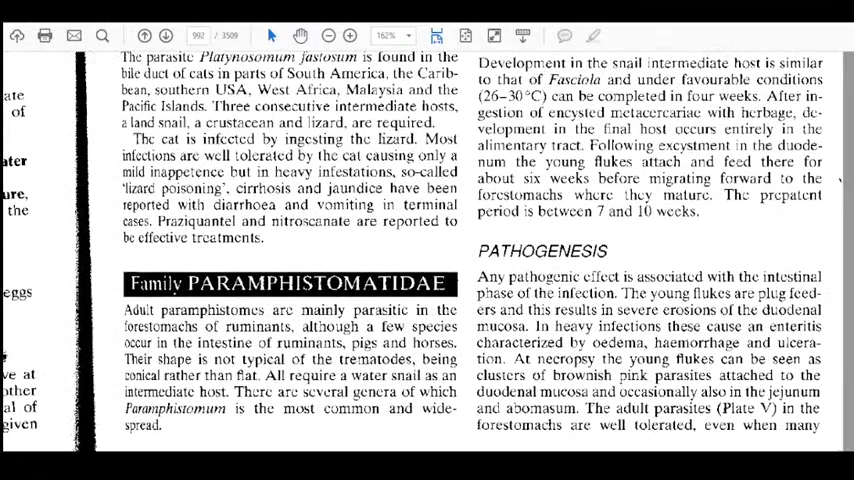 992 / 3509
162%
ate
of
ater
ure,
the
eggs
ve at
other
al of
given
The parasite Platynosomum fastosum is found in the
bile duct of cats in parts of South America, the Carib-
bean, southern USA, West Africa, Malaysia and the
Pacific Islands. Three consecutive intermediate hosts,
a land snail, a crustacean and lizard, are required.
The cat is infected by ingesting the lizard. Most
infections are well tolerated by the cat causing only a
mild inappetence but in heavy infestations, so-called
'lizard poisoning', cirrhosis and jaundice have been
reported with diarrhoea and vomiting in terminal
cases. Praziquantel and nitroscanate are reported to
be effective treatments.
Family PARAMPHISTOMATIDAE
Adult paramphistomes are mainly parasitic in the
forestomachs of ruminants, although a few species
occur in the intestine of ruminants, pigs and horses.
Their shape is not typical of the trematodes, being
conical rather than flat. All require a water snail as an
intermediate host. There are several genera of which
Paramphistomum is the most common and wide-
spread.
Development in the snail intermediate host is similar
to that of Fasciola and under favourable conditions
(26–30°C) can be completed in four weeks. After in-
gestion of encysted metacercariae with herbage, de-
velopment in the final host occurs entirely in the
alimentary tract. Following excystment in the duode-
num the young flukes attach and feed there for
about six weeks before migrating forward to the
forestomachs where they mature. The prepatent
period is between 7 and 10 weeks.
PATHOGENESIS
Any pathogenic effect is associated with the intestinal
phase of the infection. The young flukes are plug feed-
ers and this results in severe erosions of the duodenal
mucosa. In heavy infections these cause an enteritis
characterized by oedema, haemorrhage and ulcera-
tion. At necropsy the young flukes can be seen as
clusters of brownish pink parasites attached to the
duodenal mucosa and occasionally also in the jejunum
and abomasum. The adult parasites (Plate V) in the
forestomachs are well tolerated, even when many